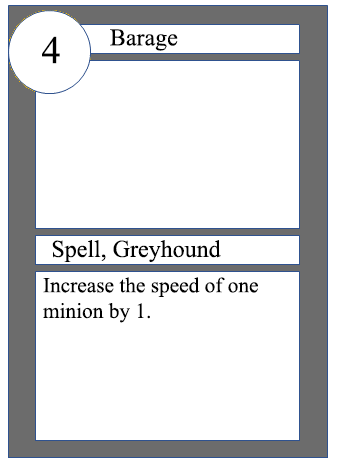 4
Barage
Spell, Greyhound
Increase the speed of one
minion by 1.